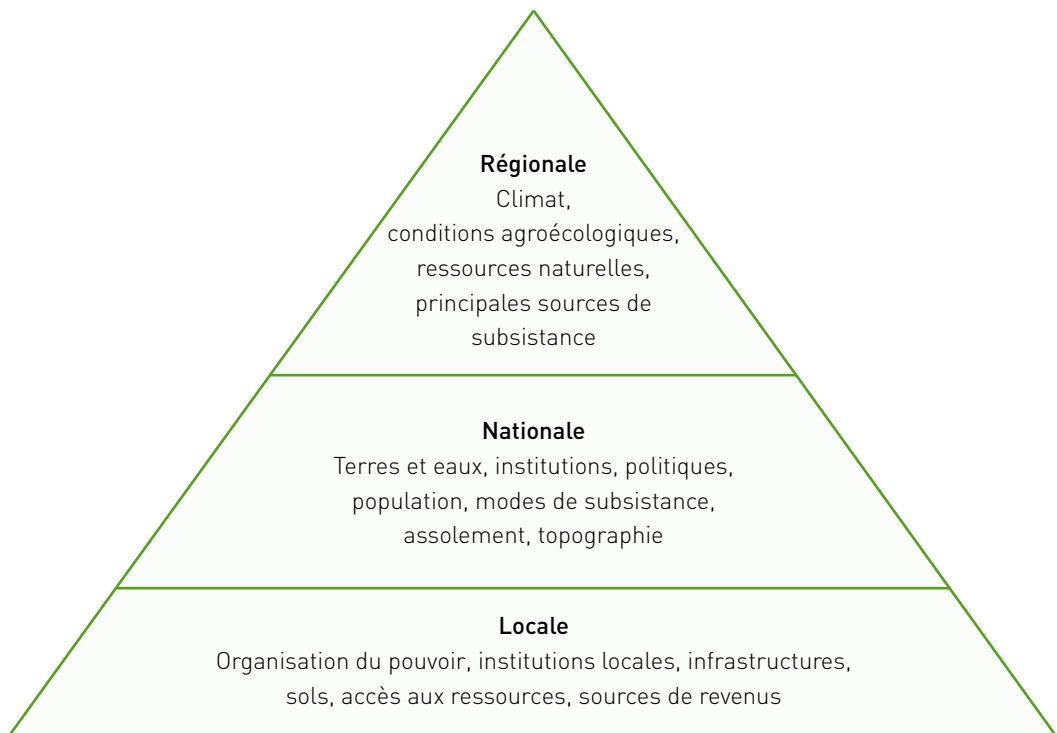 Régionale
Climat,
conditions agroécologiques,
ressources naturelles,
principales sources de
subsistance
Nationale
Terres et eaux, institutions, politiques,
population, modes de subsistance,
assolement, topographie
Locale
Organisation du pouvoir, institutions locales, infrastructures,
sols, accès aux ressources, sources de revenus